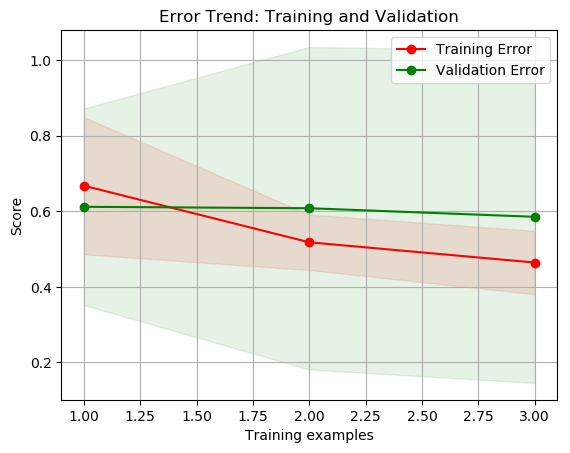 Error Trend: Training and Validation
Training Error
Validation Error
Score
1.0
0.8
0.6
0.4
0.2
1.00 1.25 1.50 1.75 2.00 2.25 2.50 2.75 3.00
Training examples